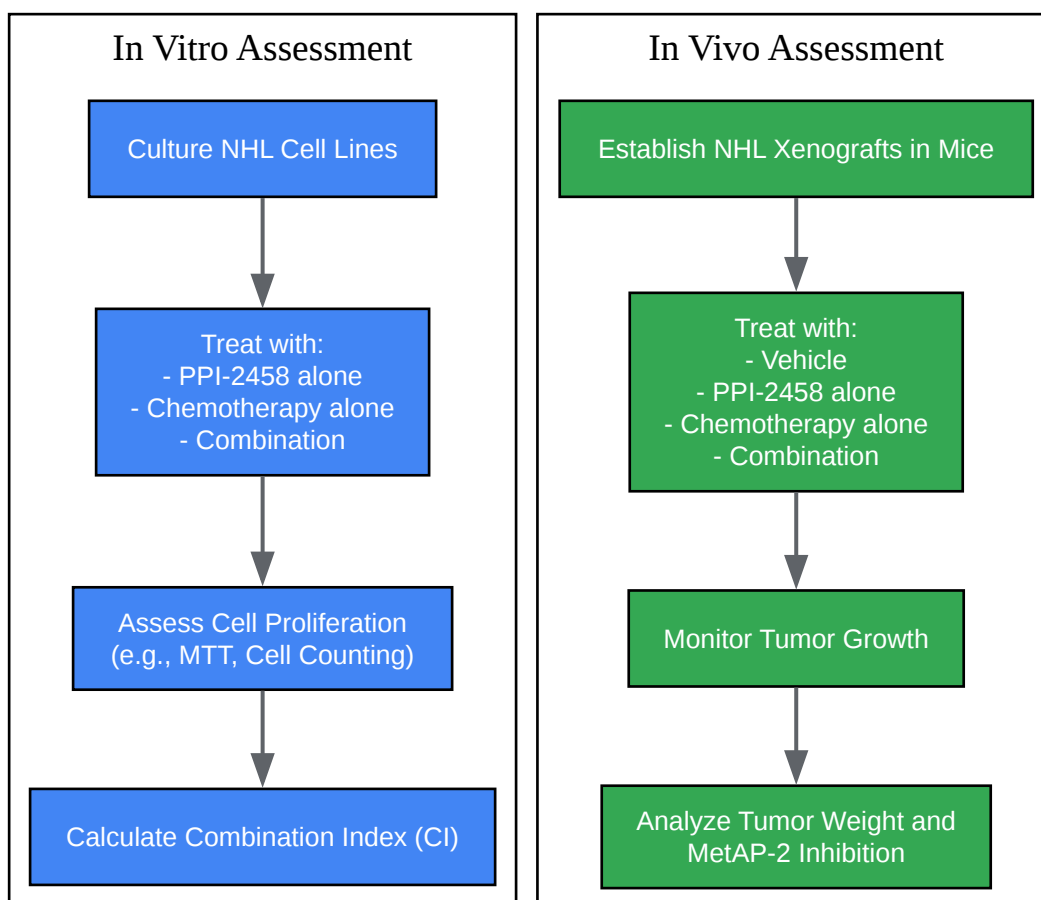 In Vitro Assessment
Culture NHL Cell Lines
Treat with:
- PPI-2458 alone
- Chemotherapy alone
- Combination
Assess Cell Proliferation
(e.g., MTT, Cell Counting)
Calculate Combination Index (CI)
In Vivo Assessment
Establish NHL Xenografts in Mice
Treat with:
- Vehicle
- PPI-2458 alone
- Chemotherapy alone
- Combination
Monitor Tumor Growth
Analyze Tumor Weight and
MetAP-2 Inhibition